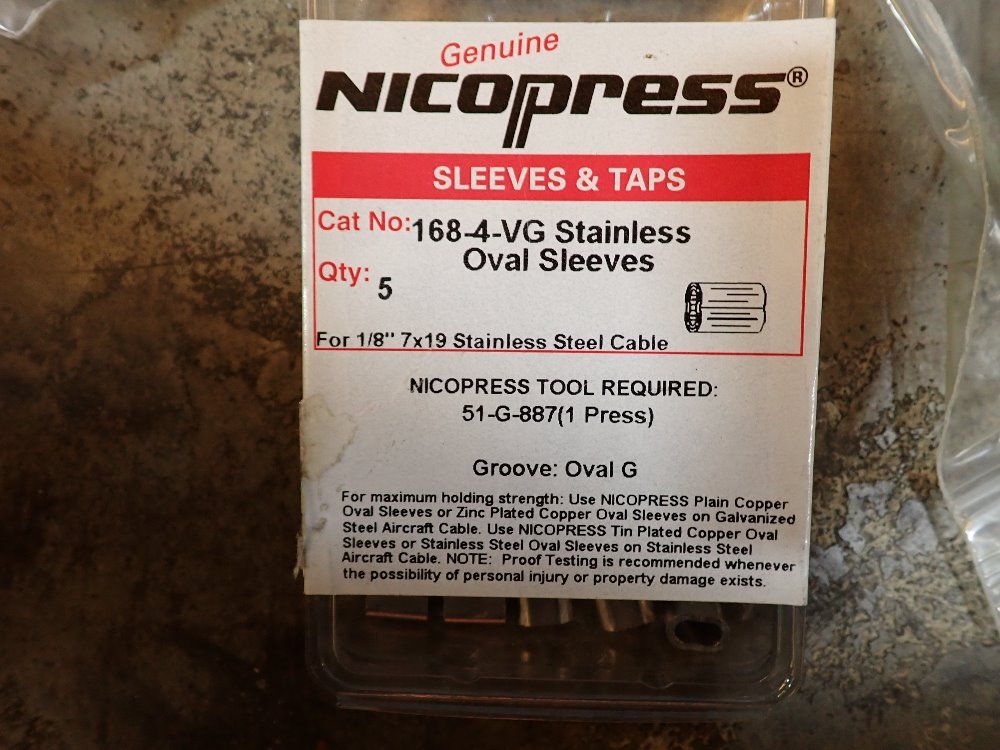 Genuine
NICOPRESS®
SLEEVES & TAPS
Cat No: 168-4-VG Stainless
Oval Sleeves
Qty: 5
For 1/8" 7x19 Stainless Steel Cable
NICOPRESS TOOL REQUIRED:
51-G-887(1 Press)
Groove: Oval G
For maximum holding strength: Use NICOPRESS Plain Copper
Oval Sleeves or Zinc Plated Copper Oval Sleeves on Galvanized
Steel Aircraft Cable. Use NICOPRESS Tin Plated Copper Oval
Sleeves or Stainless Steel Oval Sleeves on Stainless Steel
Aircraft Cable. NOTE: Proof Testing is recommended whenever
the possibility of personal injury or property damage exists.